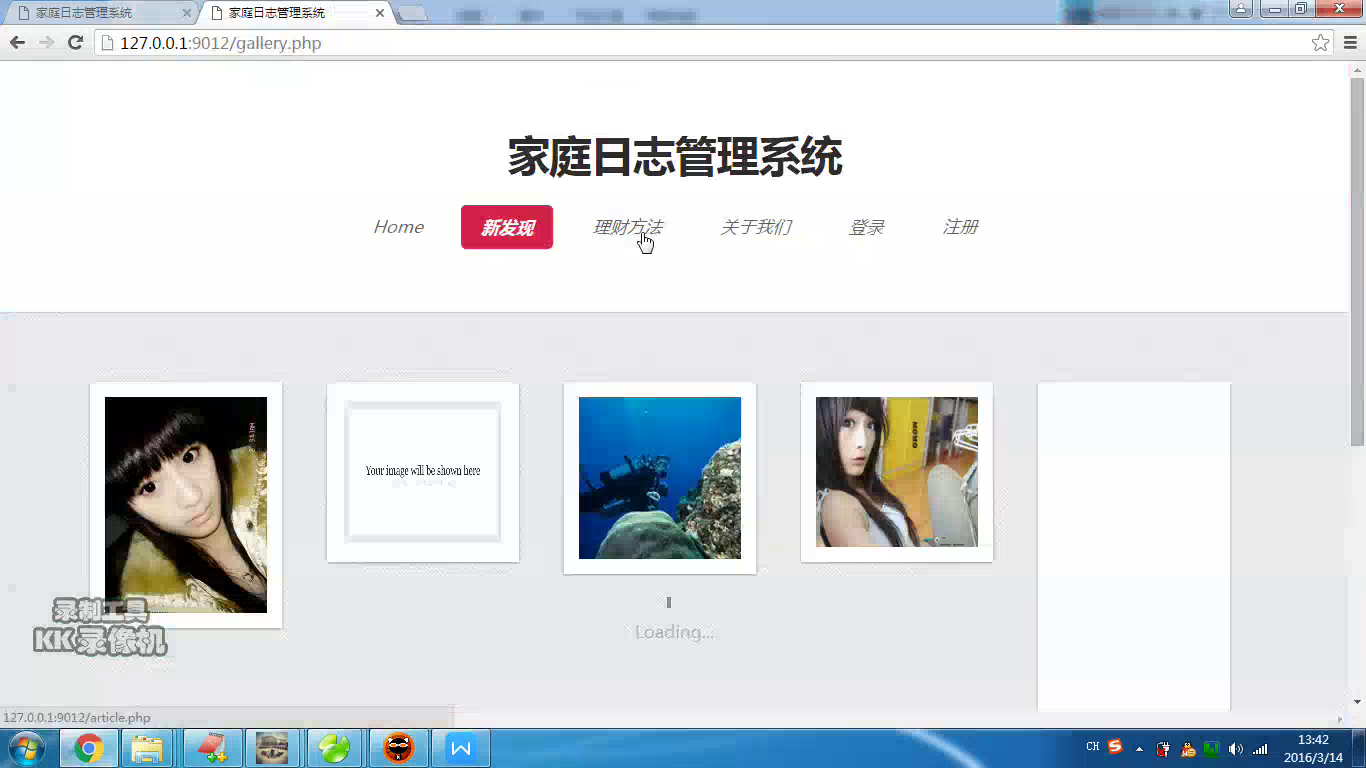 家庭日志管理系统
家庭日志管理系统
127.0.0.1:9012/gallery.php
家庭日志管理系统
Home
新发现
理财方法
关于我们
登录
注册
Your image will be shown here
Loading...
录制工具
KK录像机
127.0.0.1:9012/article.php
CH
13:42
2016/3/14